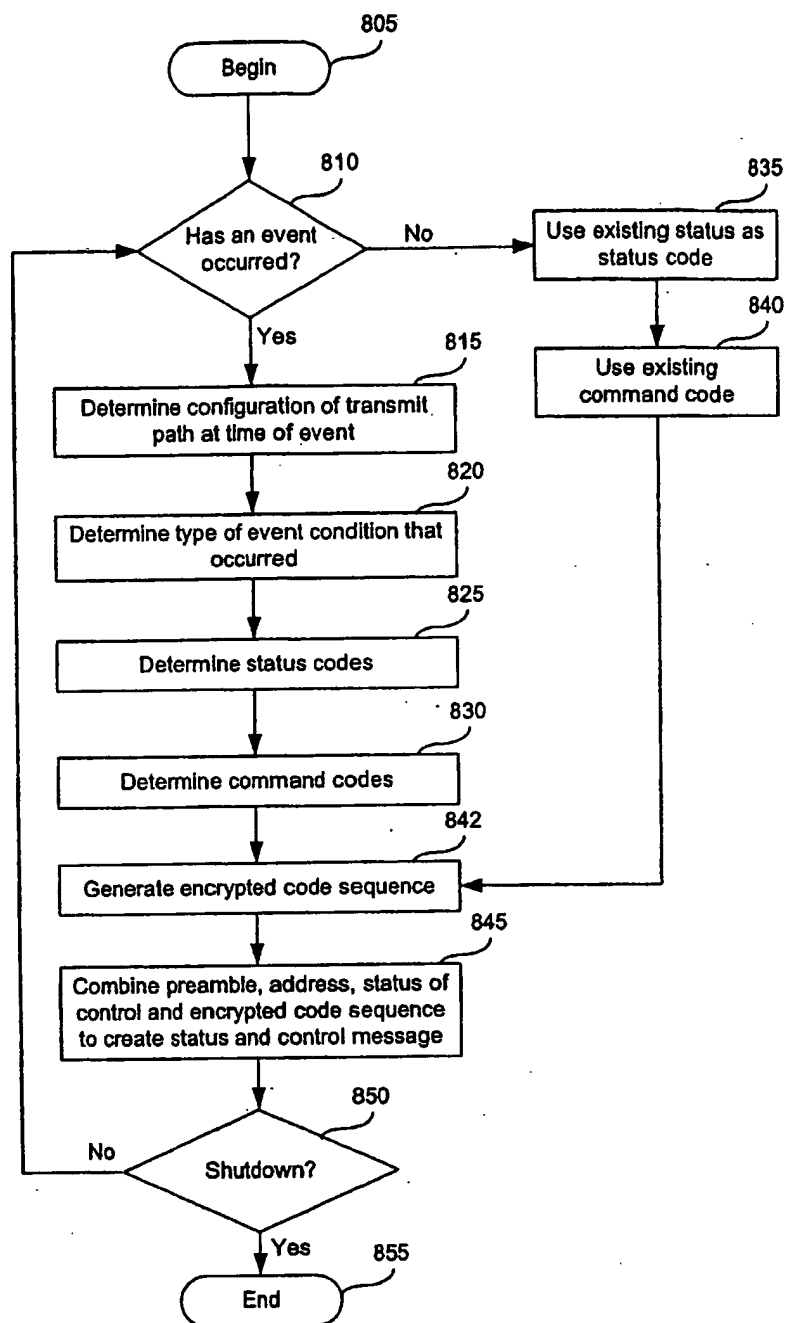 805
Begin
810
Has an event
occurred?
No
835
Use existing status as
status code
840
Use existing
command code
Yes
815
Determine configuration of transmit
path at time of event
820
Determine type of event condition that
occurred
825
Determine status codes
830
Determine command codes
842
Generate encrypted code sequence
845
Combine preamble, address, status of
control and encrypted code sequence
to create status and control message
850
No
Shutdown?
Yes
855
End